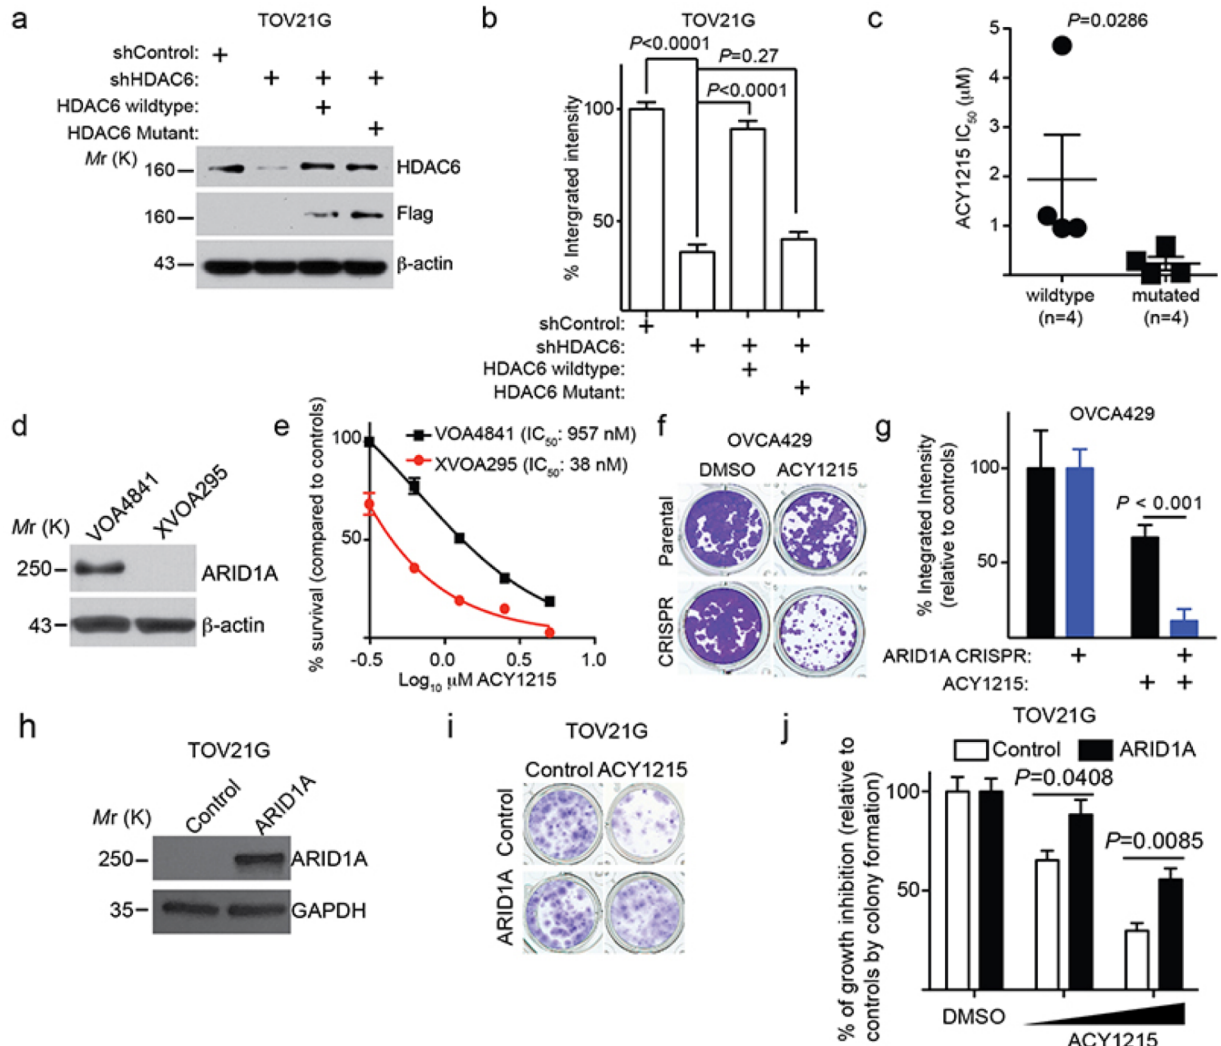 a
TOV21G
shControl: +
shHDAC6: + + +
HDAC6 wildtype: +
HDAC6 Mutant: +
Mr (K)
160 HDAC6
160 Flag
43 β-actin
b
TOV21G
P<0.0001
P=0.27
P<0.0001
% Intergrated intensity
100
50
shControl: +
shHDAC6: + + +
HDAC6 wildtype: +
HDAC6 Mutant: +
c
P=0.0286
ACY1215 IC50 (μM)
5
4
3
2
1
wildtype mutated
(n=4) (n=4)
d
VOA4841 XVOA295
Mr (K)
250 ARID1A
43 β-actin
e
% survival (compared to controls)
100
50
VOA4841 (IC50: 957 nM)
XVOA295 (IC50: 38 nM)
-0.5 0.0 0.5 1.0
Log10 μM ACY1215
f
OVCA429
DMSO ACY1215
Parental
CRISPR
g
OVCA429
% Integrated Intensity
(relative to controls)
100
50
P < 0.001
ARID1A CRISPR: + +
ACY1215: + +
h
TOV21G
Control ARID1A
Mr (K)
250 ARID1A
35 GAPDH
i
TOV21G
Control ACY1215
Control
ARID1A
j
TOV21G
Control ARID1A
% of growth inhibition (relative to
controls by colony formation)
100
50
P=0.0408
P=0.0085
DMSO
ACY1215